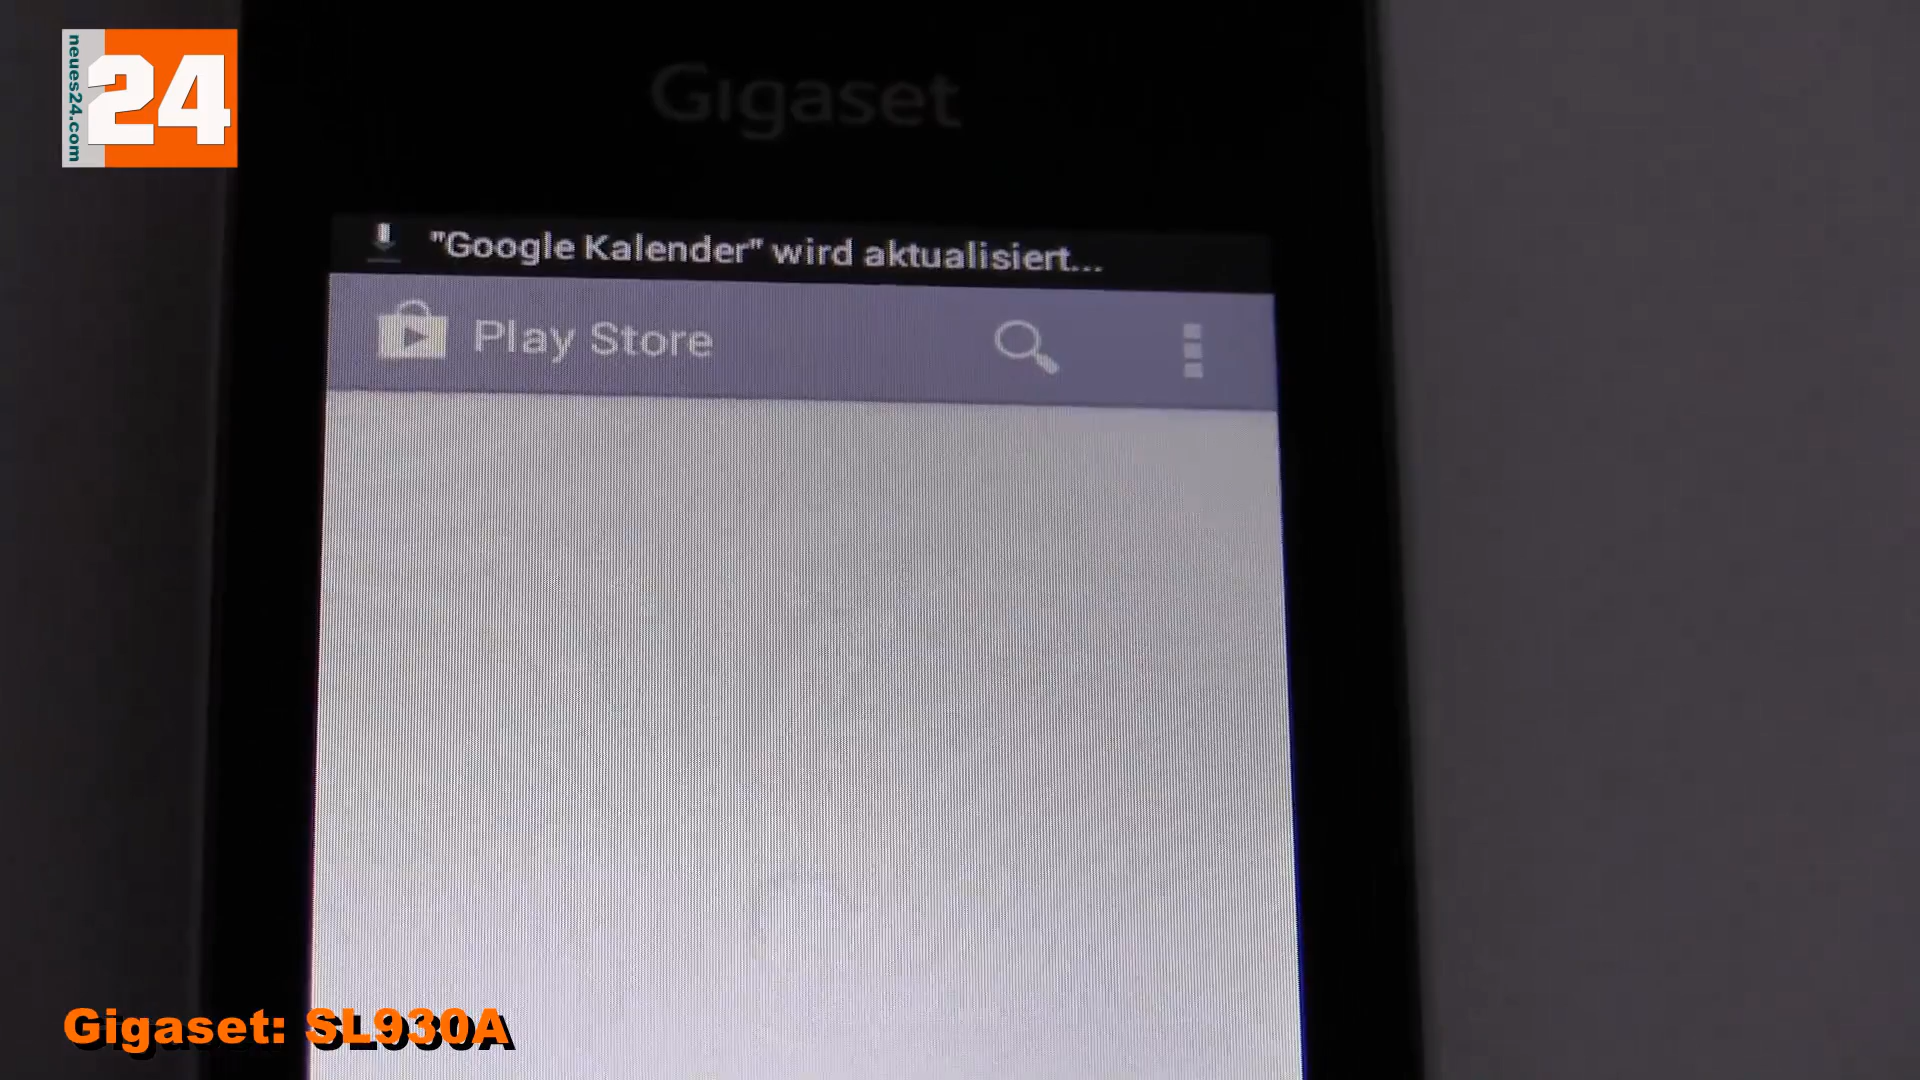 neues24.com
24
Gigaset
"Google Kalender" wird aktualisiert...
Play Store
Gigaset: SL930A